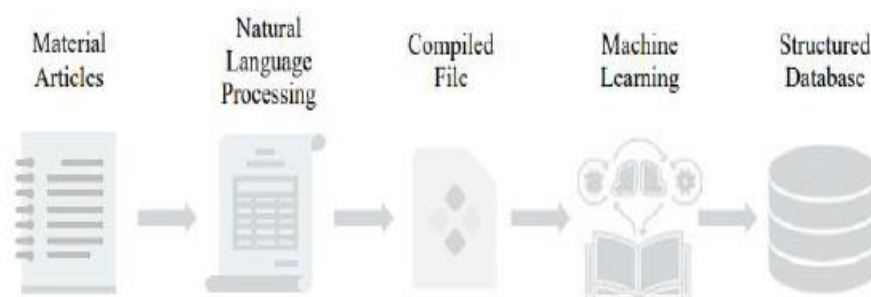 Material
Articles
Natural
Language
Processing
Compiled
File
Machine
Learning
Structured
Database